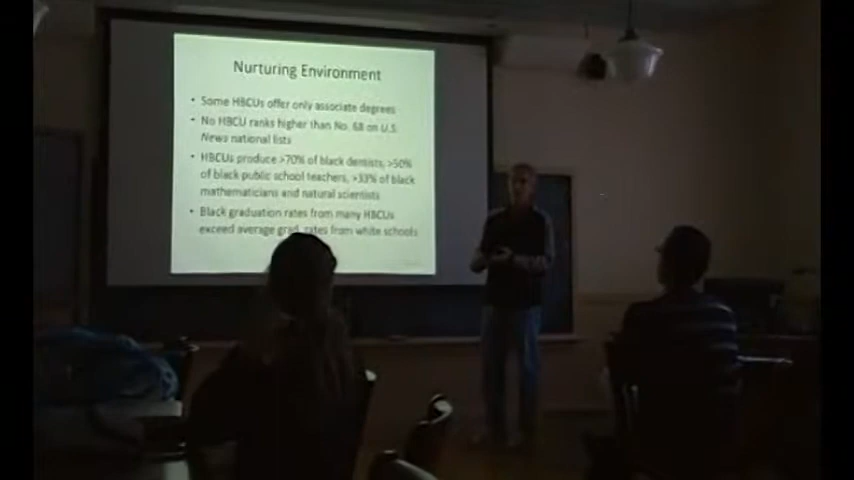 Nurturing Environment
• Some HBCUs offer only associate degrees
• No HBCU ranks higher than No. 68 on U.S.
News national lists
• HBCUs produce >70% of black dentists, >50%
of black public school teachers, >33% of black
mathematicians and natural scientists
• Black graduation rates from many HBCUs
exceed average grad. rates from white schools